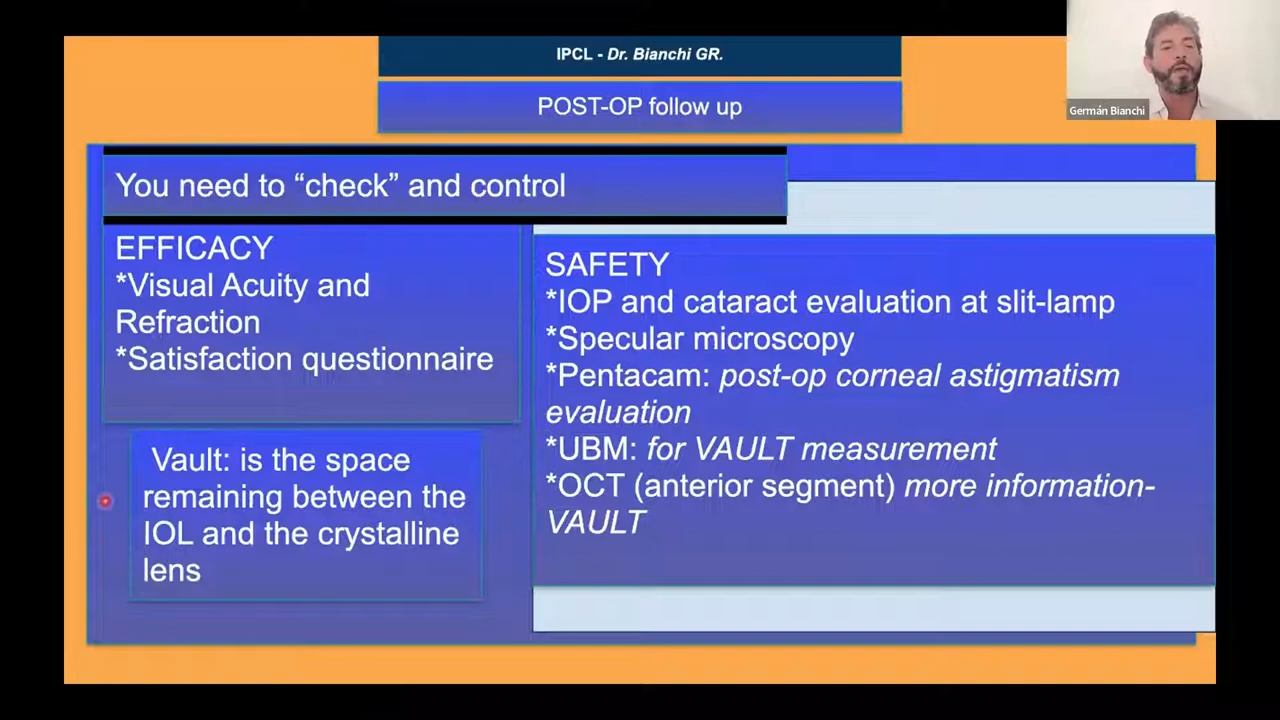 IPCL - Dr. Bianchi GR.
POST-OP follow up
Germán Bianchi
You need to “check” and control
EFFICACY
*Visual Acuity and
Refraction
*Satisfaction questionnaire
Vault: is the space
remaining between the
IOL and the crystalline
lens
SAFETY
*IOP and cataract evaluation at slit-lamp
*Specular microscopy
*Pentacam: post-op corneal astigmatism
evaluation
*UBM: for VAULT measurement
*OCT (anterior segment) more information-
VAULT